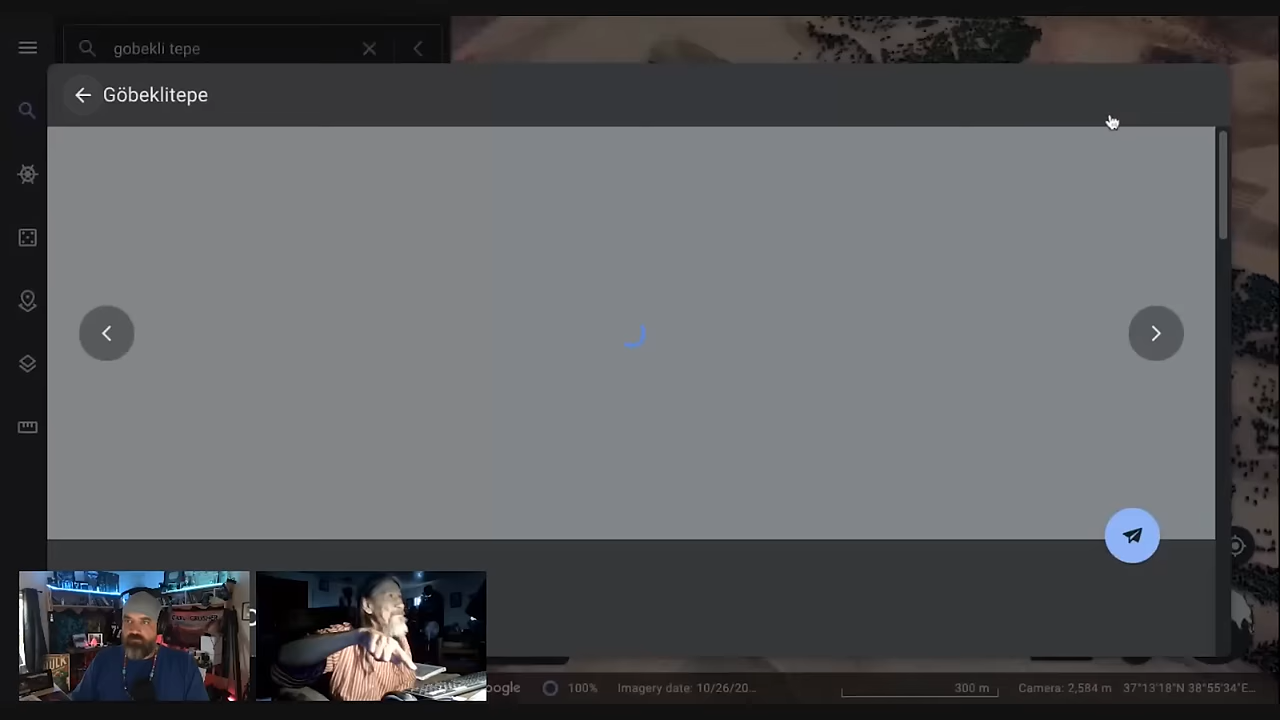 gobekli tepe
Göbeklitepe
100%
Imagery date: 10/26/20...
300 m
Camera: 2,584 m
37°13'18"N 38°55'34"E...